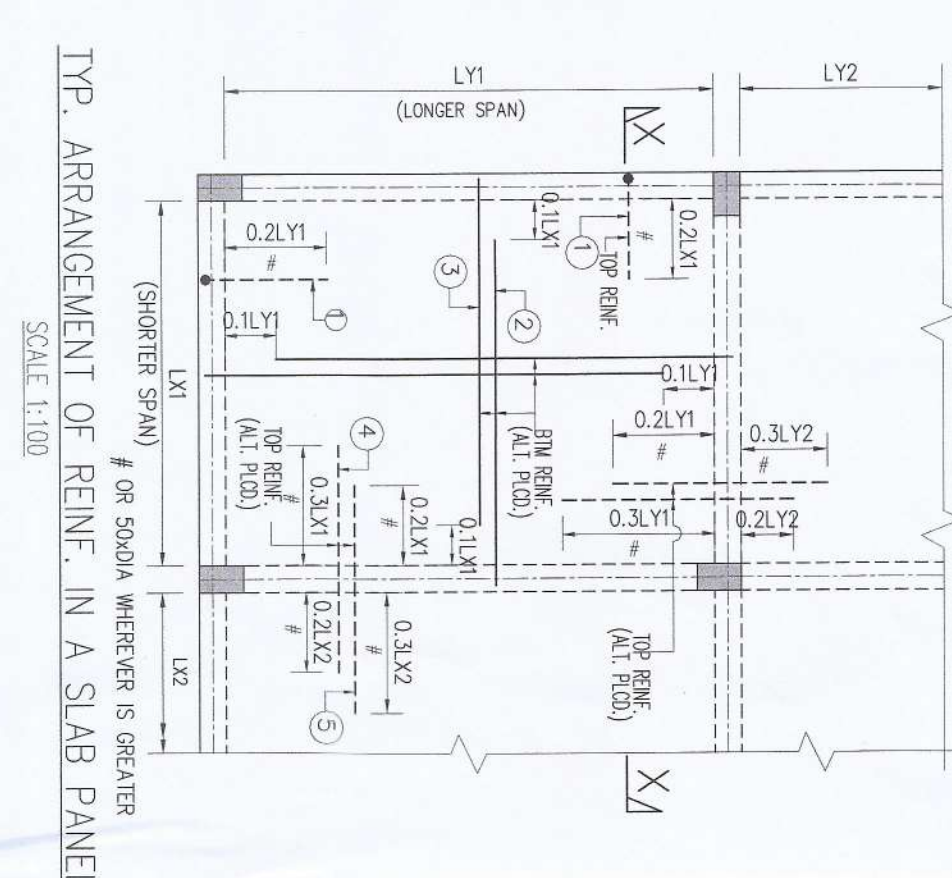 LY1
(LONGER SPAN)
LY2
X
0.1LX1
0.2LX1
#
1
TOP REINF.
0.2LY1
#
1
0.1LY1
3
2
(SHORTER SPAN)
LX1
0.1LY1
BTM REINF.
(ALT. PLCD.)
0.2LY1
#
0.3LY2
#
4
TOP REINF.
(ALT. PLCD.)
0.3LX1
#
0.2LX1
#
0.1LX1
0.3LY1
#
0.2LY2
LX2
0.2LX2
#
0.3LX2
#
5
TOP REINF.
(ALT. PLCD.)
X
# OR 50xDIA WHEREVER IS GREATER
TYP. ARRANGEMENT OF REINF. IN A SLAB PANEL
SCALE 1:100